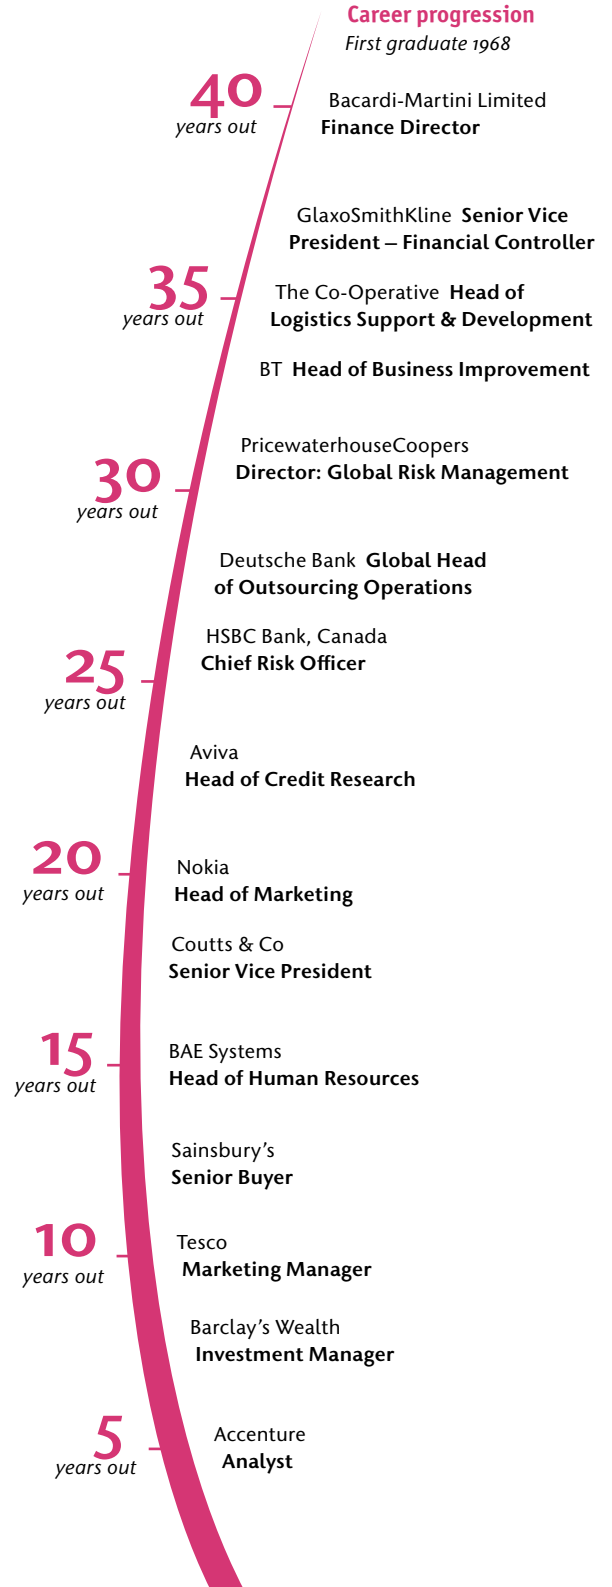 Career progression
First graduate 1968
40
years out
Bacardi-Martini Limited
Finance Director
GlaxoSmithKline Senior Vice
President – Financial Controller
35
years out
The Co-Operative Head of
Logistics Support & Development
BT Head of Business Improvement
30
years out
PricewaterhouseCoopers
Director: Global Risk Management
Deutsche Bank Global Head
of Outsourcing Operations
HSBC Bank, Canada
Chief Risk Officer
25
years out
Aviva
Head of Credit Research
20
years out
Nokia
Head of Marketing
Coutts & Co
Senior Vice President
15
years out
BAE Systems
Head of Human Resources
Sainsbury’s
Senior Buyer
10
years out
Tesco
Marketing Manager
Barclay’s Wealth
Investment Manager
5
years out
Accenture
Analyst